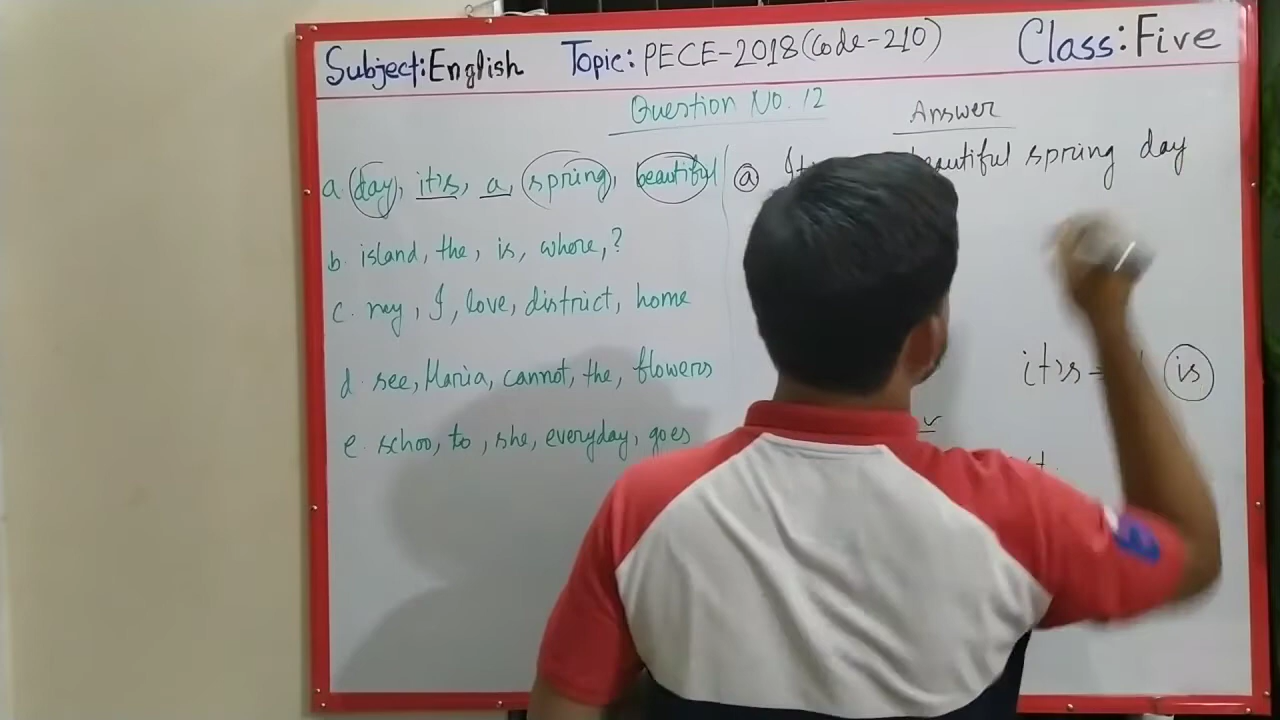 Subject:English Topic: PECE-2018(Code-210) Class:Five
Question No. 12
Answer
a. day, it's, a, spring, beautiful
b. island, the, is, where,?
c. my, I, love, district, home
d. see, Maria, cannot, the, flowers
e. schoo, to, she, everyday, goes
ⓐ beautiful spring day
it's = is